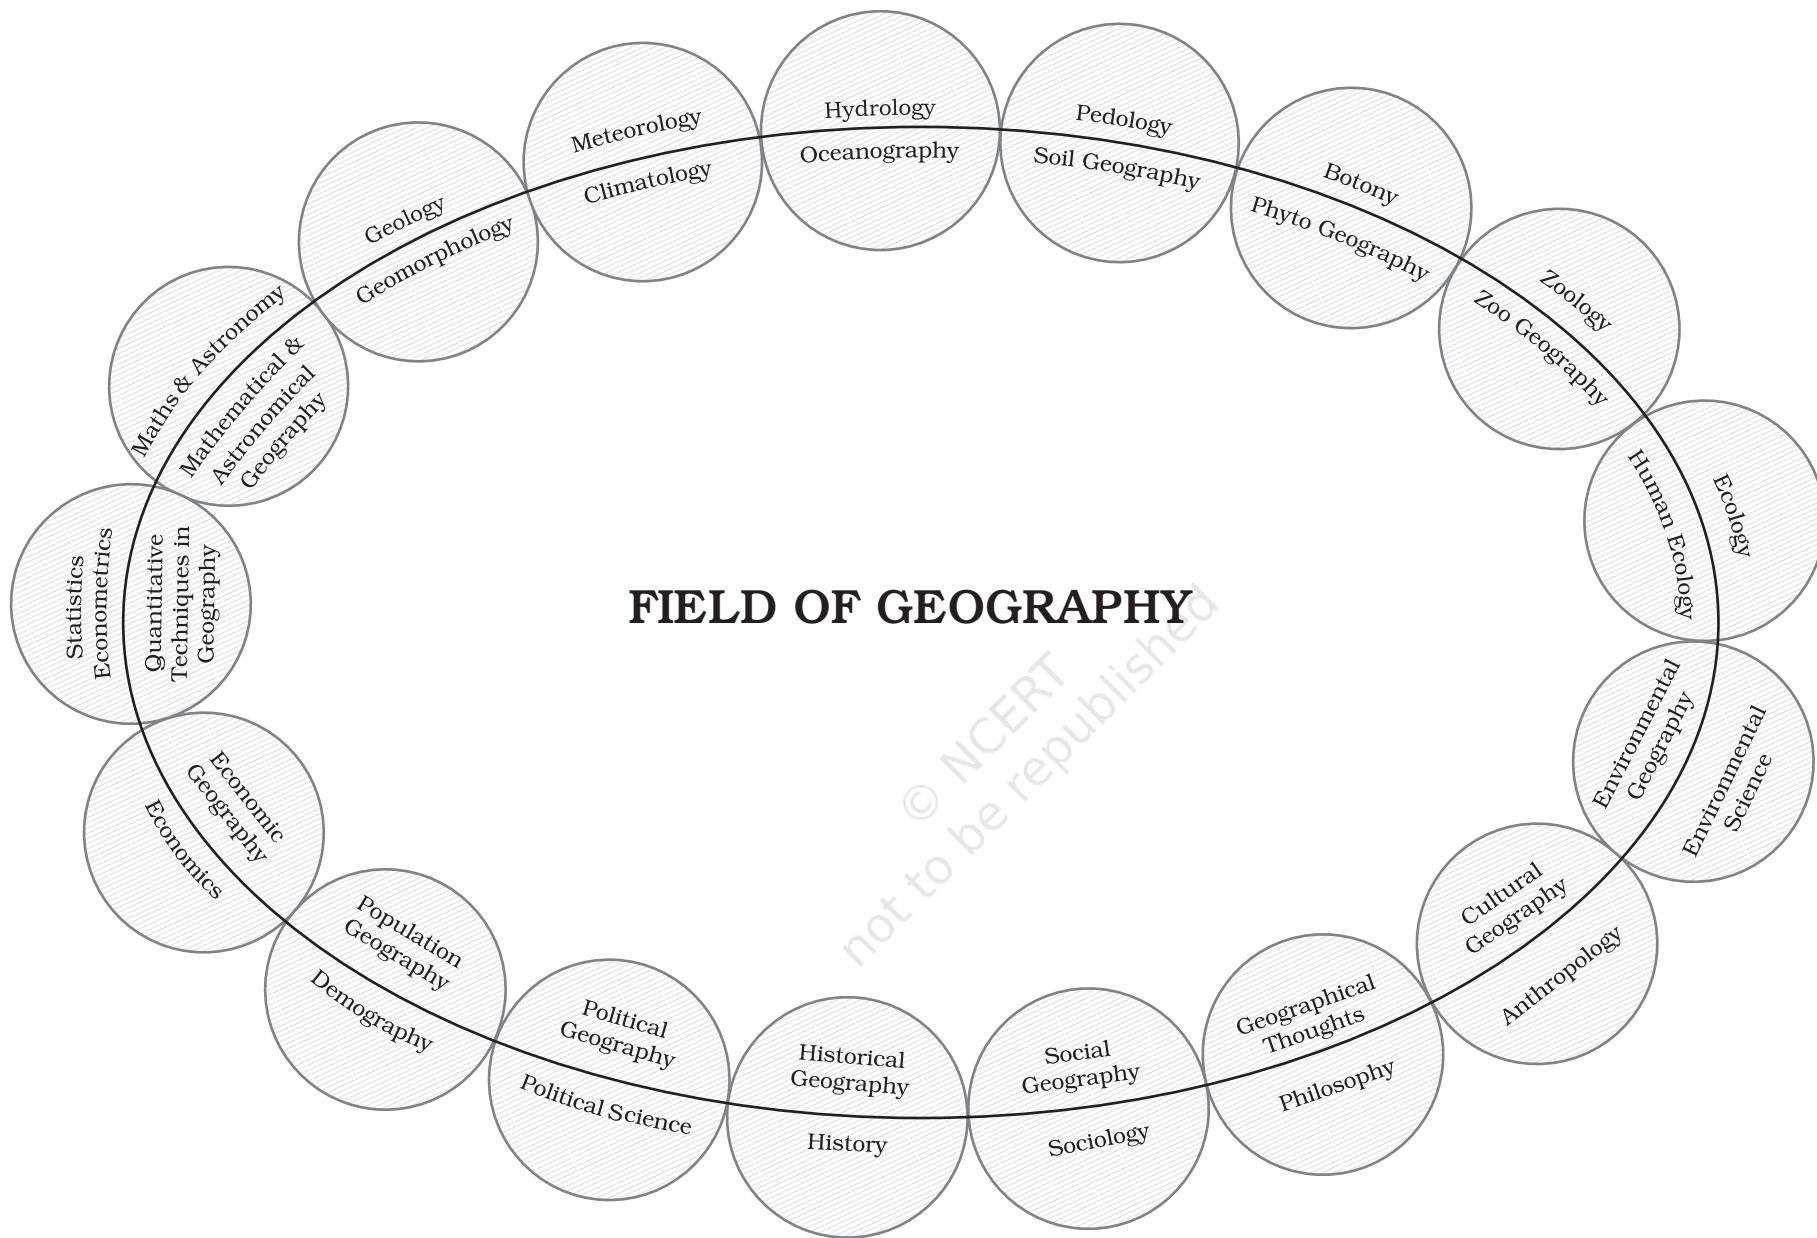 Hydrology
Oceanography
Pedology
Soil Geography
Botony
Phyto Geography
Zoology
Zoo Geography
Ecology
Human Ecology
Environmental
Geography
Environmental
Science
Cultural
Geography
Anthropology
Geographical
Thoughts
Philosophy
Social
Geography
Sociology
Historical
Geography
History
Political
Geography
Political Science
Population
Geography
Demography
Economic
Geography
Economics
Statistics
Econometrics
Quantitative
Techniques in
Geography
Maths & Astronomy
Mathematical &
Astronomical
Geography
Geology
Geomorphology
Meteorology
Climatology
FIELD OF GEOGRAPHY
© NCERT
not to be republished